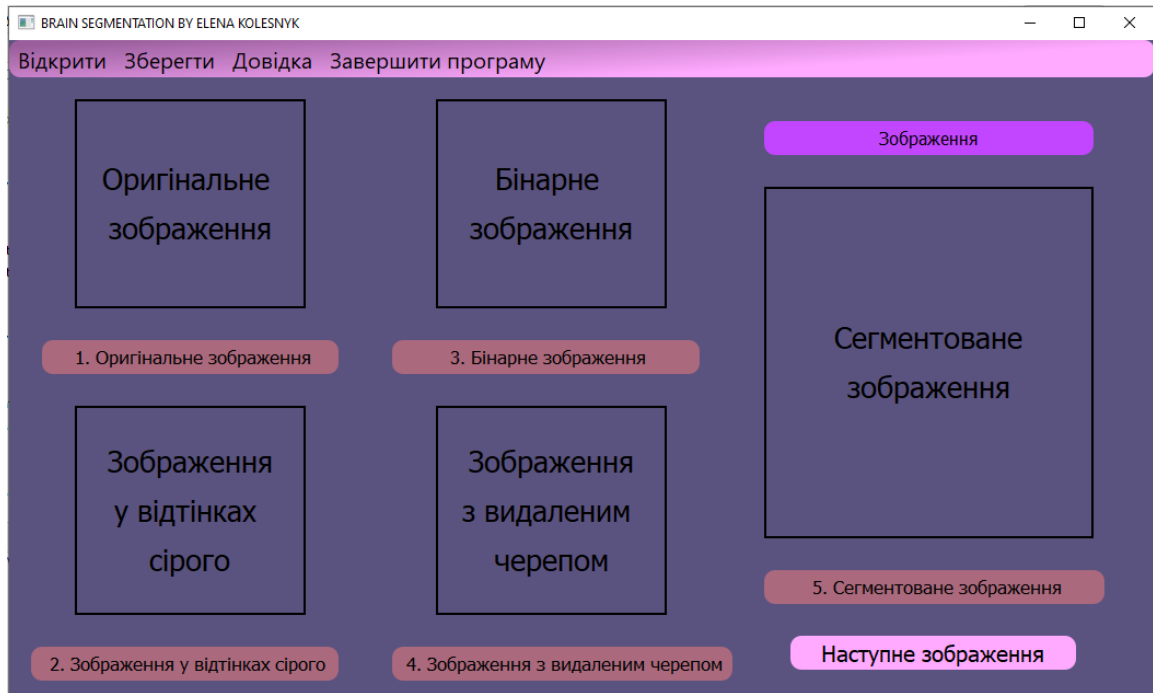 BRAIN SEGMENTATION BY ELENA KOLESNYK
Відкрити Зберегти Довідка Завершити програму
Оригінальне
зображення
1. Оригінальне зображення
Зображення
у відтінках
сірого
2. Зображення у відтінках сірого
Бінарне
зображення
3. Бінарне зображення
Зображення
з видаленим
черепом
4. Зображення з видаленим черепом
Зображення
Сегментоване
зображення
5. Сегментоване зображення
Наступне зображення